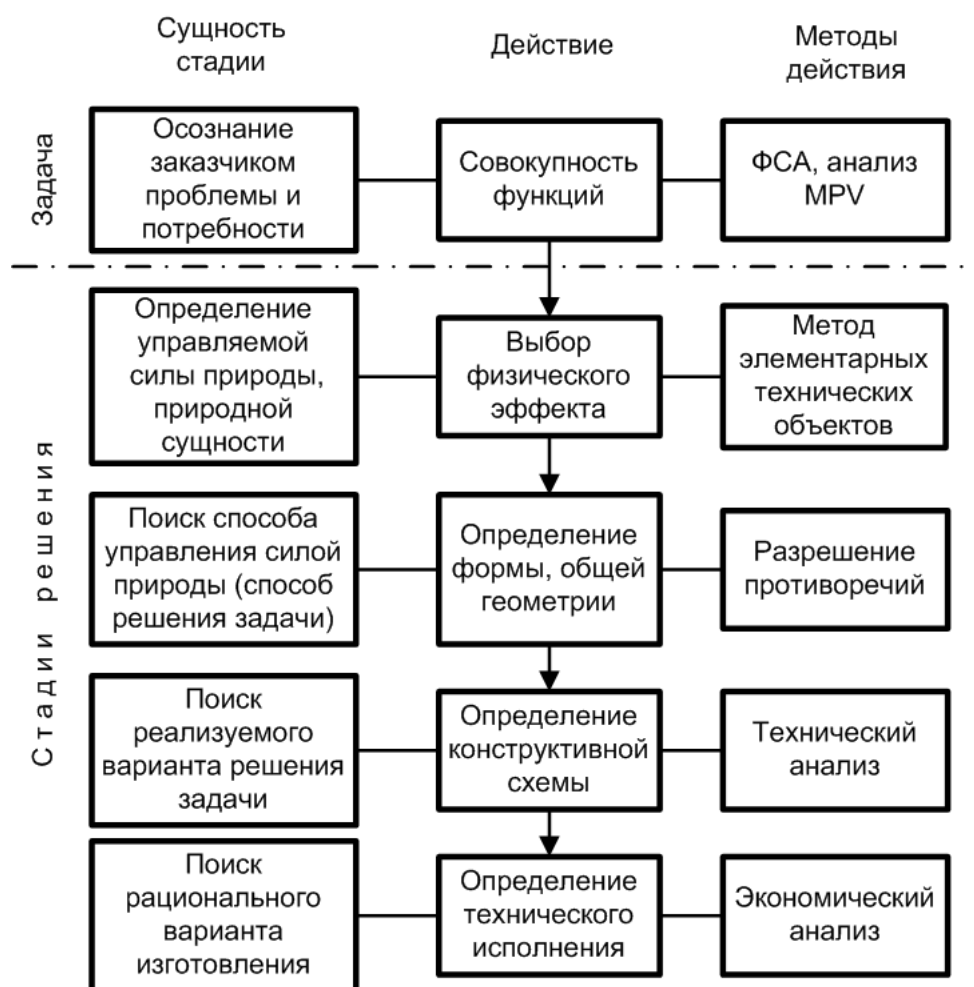 Сущность
стадии
Действие
Методы
действия
Задача
Осознание
заказчиком
проблемы и
потребности
Совокупность
функций
ФСА, анализ
MPV
Стадии решения
Определение
управляемой
силы природы,
природной
сущности
Выбор
физического
эффекта
Метод
элементарных
технических
объектов
Поиск способа
управления силой
природы (способ
решения задачи)
Определение
формы, общей
геометрии
Разрешение
противоречий
Поиск
реализуемого
варианта решения
задачи
Определение
конструктивной
схемы
Технический
анализ
Поиск
рационального
варианта
изготовления
Определение
технического
исполнения
Экономический
анализ